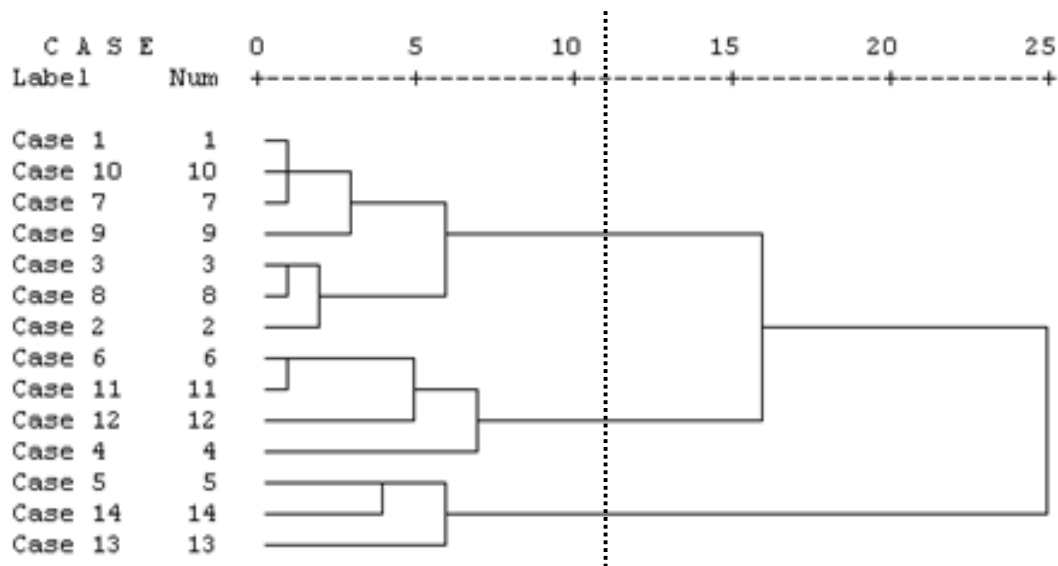 C A S E 0 5 10 15 20 25
Label Num +---------+---------+---------+---------+---------+
Case 1 1
Case 10 10
Case 7 7
Case 9 9
Case 3 3
Case 8 8
Case 2 2
Case 6 6
Case 11 11
Case 12 12
Case 4 4
Case 5 5
Case 14 14
Case 13 13